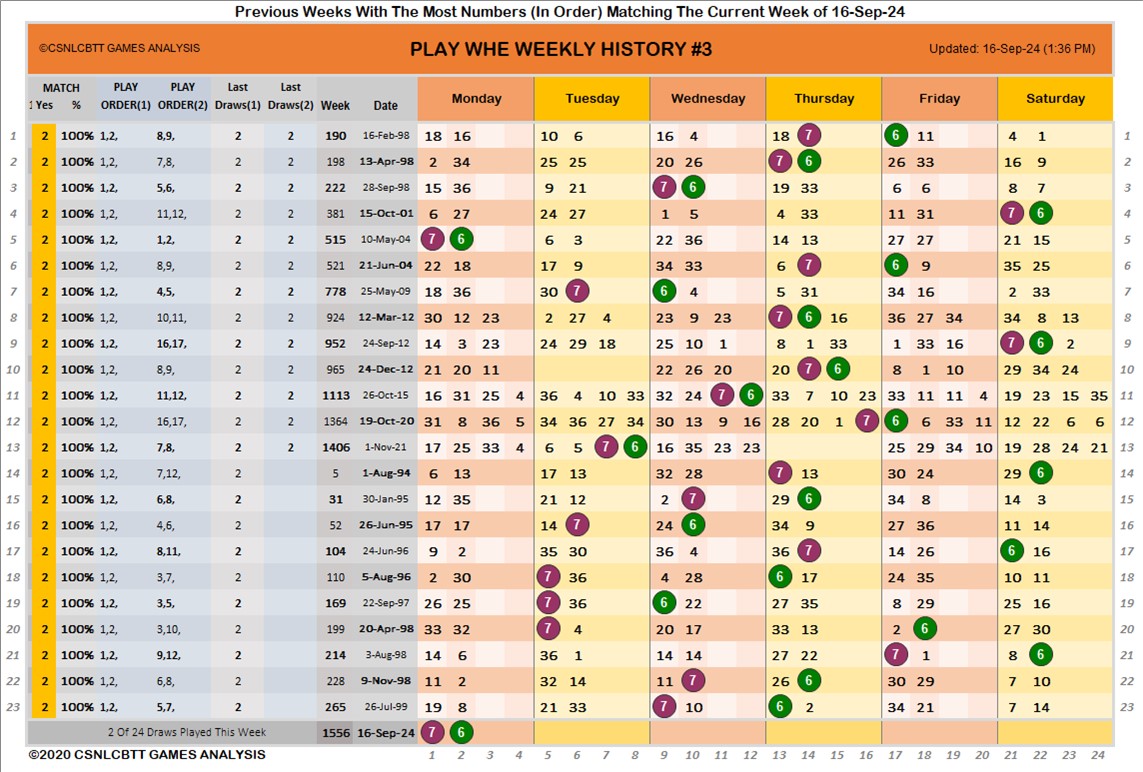 Previous Weeks With The Most Numbers (In Order) Matching The Current Week of 16-Sep-24
©CSNLCBTT GAMES ANALYSIS PLAY WHE WEEKLY HISTORY #3 Updated: 16-Sep-24 (1:36 PM)
MATCH PLAY PLAY Last Last
Yes % ORDER(1) ORDER(2) Draws(1) Draws(2) Week Date Monday Tuesday Wednesday Thursday Friday Saturday
1 2 100% 1,2, 8,9, 2 2 190 16-Feb-98 18 16 10 6 16 4 18 7 6 11 4 1 1
2 2 100% 1,2, 7,8, 2 2 198 13-Apr-98 2 34 25 25 20 26 7 6 26 33 16 9 2
3 2 100% 1,2, 5,6, 2 2 222 28-Sep-98 15 36 9 21 7 6 19 33 6 6 8 7 3
4 2 100% 1,2, 11,12, 2 2 381 15-Oct-01 6 27 24 27 1 5 4 33 11 31 7 6 4
5 2 100% 1,2, 1,2, 2 2 515 10-May-04 7 6 6 3 22 36 14 13 27 27 21 15 5
6 2 100% 1,2, 8,9, 2 2 521 21-Jun-04 22 18 17 9 34 33 6 7 6 9 35 25 6
7 2 100% 1,2, 4,5, 2 2 778 25-May-09 18 36 30 7 6 4 5 31 34 16 2 33 7
8 2 100% 1,2, 10,11, 2 2 924 12-Mar-12 30 12 23 2 27 4 23 9 23 7 6 16 36 27 34 34 8 13 8
9 2 100% 1,2, 16,17, 2 2 952 24-Sep-12 14 3 23 24 29 18 25 10 1 8 1 33 1 33 16 7 6 2 9
10 2 100% 1,2, 8,9, 2 2 965 24-Dec-12 21 20 11 22 26 20 20 7 6 8 1 10 29 34 24 10
11 2 100% 1,2, 11,12, 2 2 1113 26-Oct-15 16 31 25 4 36 4 10 33 32 24 7 6 33 7 10 23 33 11 11 4 19 23 15 35 11
12 2 100% 1,2, 16,17, 2 2 1364 19-Oct-20 31 8 36 5 34 36 27 34 30 13 9 16 28 20 1 7 6 6 33 11 12 22 6 6 12
13 2 100% 1,2, 7,8, 2 2 1406 1-Nov-21 17 25 33 4 6 5 7 6 16 35 23 23 25 29 34 10 19 28 24 21 13
14 2 100% 1,2, 7,12, 2 5 1-Aug-94 6 13 17 13 32 28 7 13 30 24 29 6 14
15 2 100% 1,2, 6,8, 2 31 30-Jan-95 12 35 21 12 2 7 29 6 34 8 14 3 15
16 2 100% 1,2, 4,6, 2 52 26-Jun-95 17 17 14 7 24 6 34 9 27 36 11 14 16
17 2 100% 1,2, 8,11, 2 104 24-Jun-96 9 2 35 30 36 4 36 7 14 26 6 16 17
18 2 100% 1,2, 3,7, 2 110 5-Aug-96 2 30 7 36 4 28 6 17 24 35 10 11 18
19 2 100% 1,2, 3,5, 2 169 22-Sep-97 26 25 7 36 6 22 27 35 8 29 25 16 19
20 2 100% 1,2, 3,10, 2 199 20-Apr-98 33 32 7 4 20 17 33 13 2 6 27 30 20
21 2 100% 1,2, 9,12, 2 214 3-Aug-98 14 6 36 1 14 14 27 22 7 1 8 6 21
22 2 100% 1,2, 6,8, 2 228 9-Nov-98 11 2 32 14 11 7 26 6 30 29 7 10 22
23 2 100% 1,2, 5,7, 2 265 26-Jul-99 19 8 21 33 7 10 6 2 34 21 7 14 23
2 Of 24 Draws Played This Week 1556 16-Sep-24 7 6
©2020 CSNLCBTT GAMES ANALYSIS 1 2 3 4 5 6 7 8 9 10 11 12 13 14 15 16 17 18 19 20 21 22 23 24